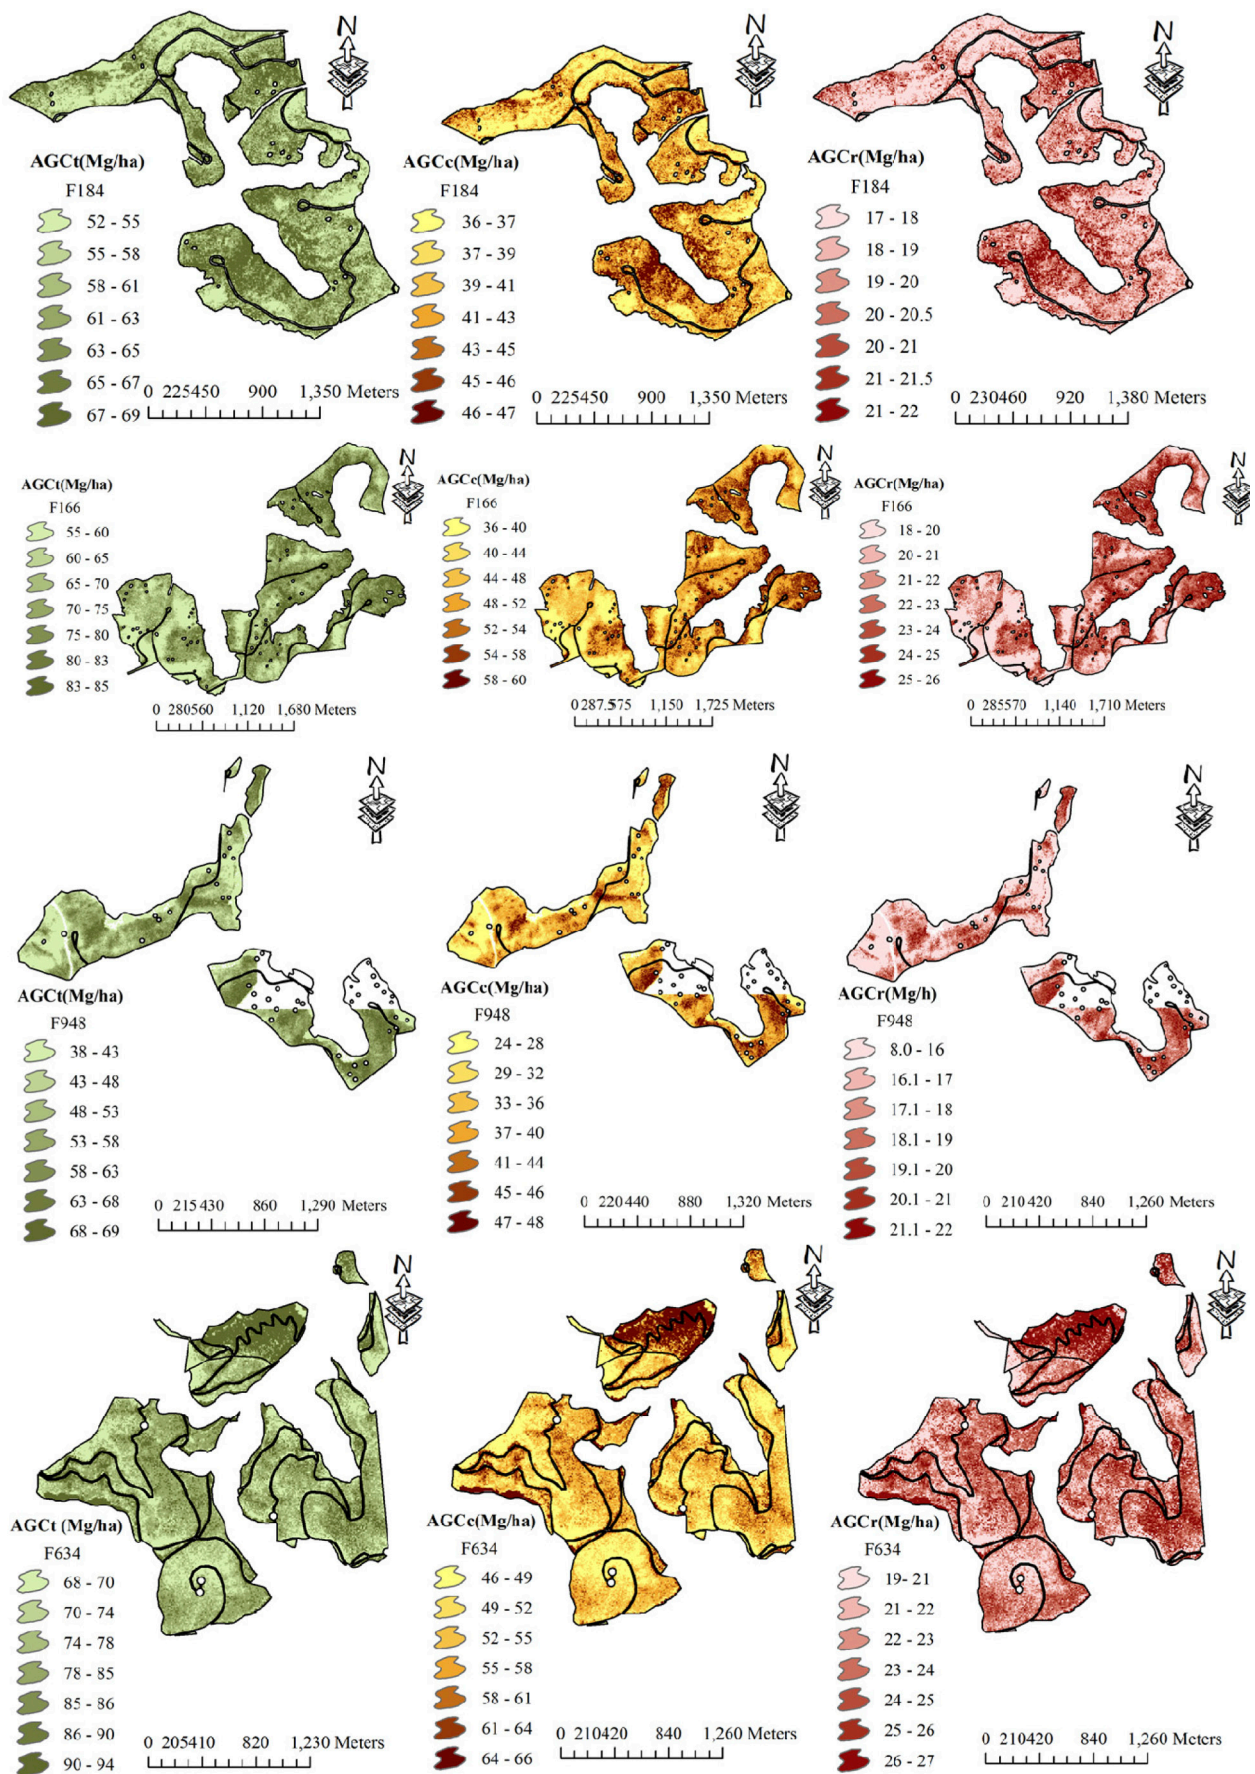 N
AGCt(Mg/ha)
F184
52 - 55
55 - 58
58 - 61
61 - 63
63 - 65
65 - 67
67 - 69
0 225450 900 1,350 Meters
N
AGCc(Mg/ha)
F184
36 - 37
37 - 39
39 - 41
41 - 43
43 - 45
45 - 46
46 - 47
0 225450 900 1,350 Meters
N
AGCr(Mg/ha)
F184
17 - 18
18 - 19
19 - 20
20 - 20.5
20 - 21
21 - 21.5
21 - 22
0 230460 920 1,380 Meters
N
AGCt(Mg/ha)
F166
55 - 60
60 - 65
65 - 70
70 - 75
75 - 80
80 - 83
83 - 85
0 280560 1,120 1,680 Meters
N
AGCc(Mg/ha)
F166
36 - 40
40 - 44
44 - 48
48 - 52
52 - 54
54 - 58
58 - 60
0 287.575 1,150 1,725 Meters
N
AGCr(Mg/ha)
F166
18 - 20
20 - 21
21 - 22
22 - 23
23 - 24
24 - 25
25 - 26
0 285570 1,140 1,710 Meters
N
AGCt(Mg/ha)
F948
38 - 43
43 - 48
48 - 53
53 - 58
58 - 63
63 - 68
68 - 69
0 215430 860 1,290 Meters
N
AGCc(Mg/ha)
F948
24 - 28
29 - 32
33 - 36
37 - 40
41 - 44
45 - 46
47 - 48
0 220440 880 1,320 Meters
N
AGCr(Mg/h)
F948
8.0 - 16
16.1 - 17
17.1 - 18
18.1 - 19
19.1 - 20
20.1 - 21
21.1 - 22
0 210420 840 1,260 Meters
N
AGCt (Mg/ha)
F634
68 - 70
70 - 74
74 - 78
78 - 85
85 - 86
86 - 90
90 - 94
0 205410 820 1,230 Meters
N
AGCc(Mg/ha)
F634
46 - 49
49 - 52
52 - 55
55 - 58
58 - 61
61 - 64
64 - 66
0 210420 840 1,260 Meters
N
AGCr(Mg/ha)
F634
19- 21
21 - 22
22 - 23
23 - 24
24 - 25
25 - 26
26 - 27
0 210420 840 1,260 Meters